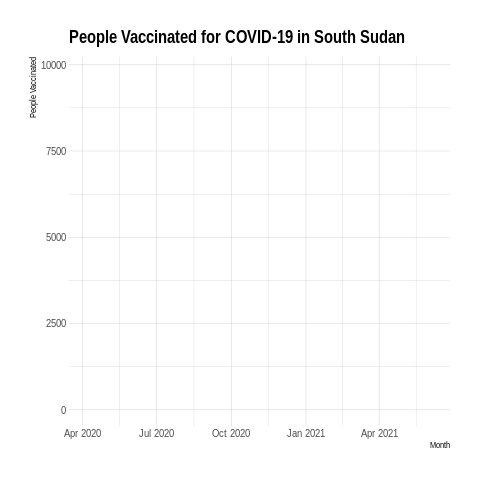 People Vaccinated for COVID-19 in South Sudan
People Vaccinated
10000
7500
5000
2500
0
Apr 2020 Jul 2020 Oct 2020 Jan 2021 Apr 2021
Month